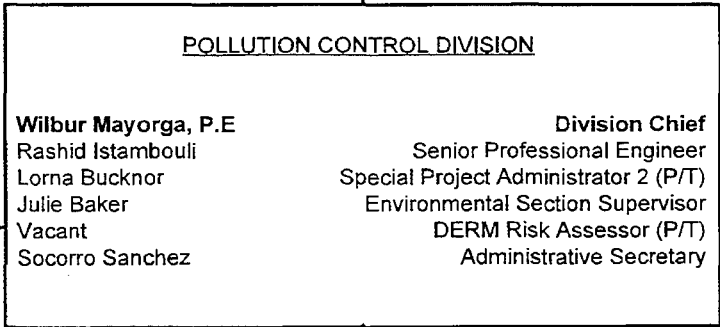 POLLUTION CONTROL DIVISION
Wilbur Mayorga, P.E Division Chief
Rashid Istambouli Senior Professional Engineer
Lorna Bucknor Special Project Administrator 2 (P/T)
Julie Baker Environmental Section Supervisor
Vacant DERM Risk Assessor (P/T)
Socorro Sanchez Administrative Secretary